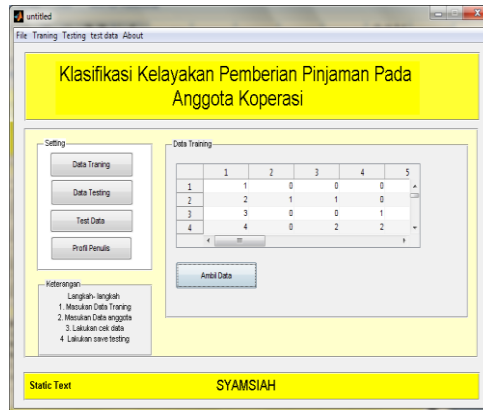 untitled
File Traning Testing test data About
Klasifikasi Kelayakan Pemberian Pinjaman Pada
Anggota Koperasi
Setting
Data Traning
Data Testing
Test Data
Profil Penulis
Keterangan
Langkah- langkah
1. Masukan Data Traning
2. Masukan Data anggota
3. Lakukan cek data
4 Lakukan save testing
Data Training
1 2 3 4 5
1 1 0 0 0
2 2 1 1 0
3 3 0 0 1
4 4 0 2 2
Ambil Data
Static Text
SYAMSIAH